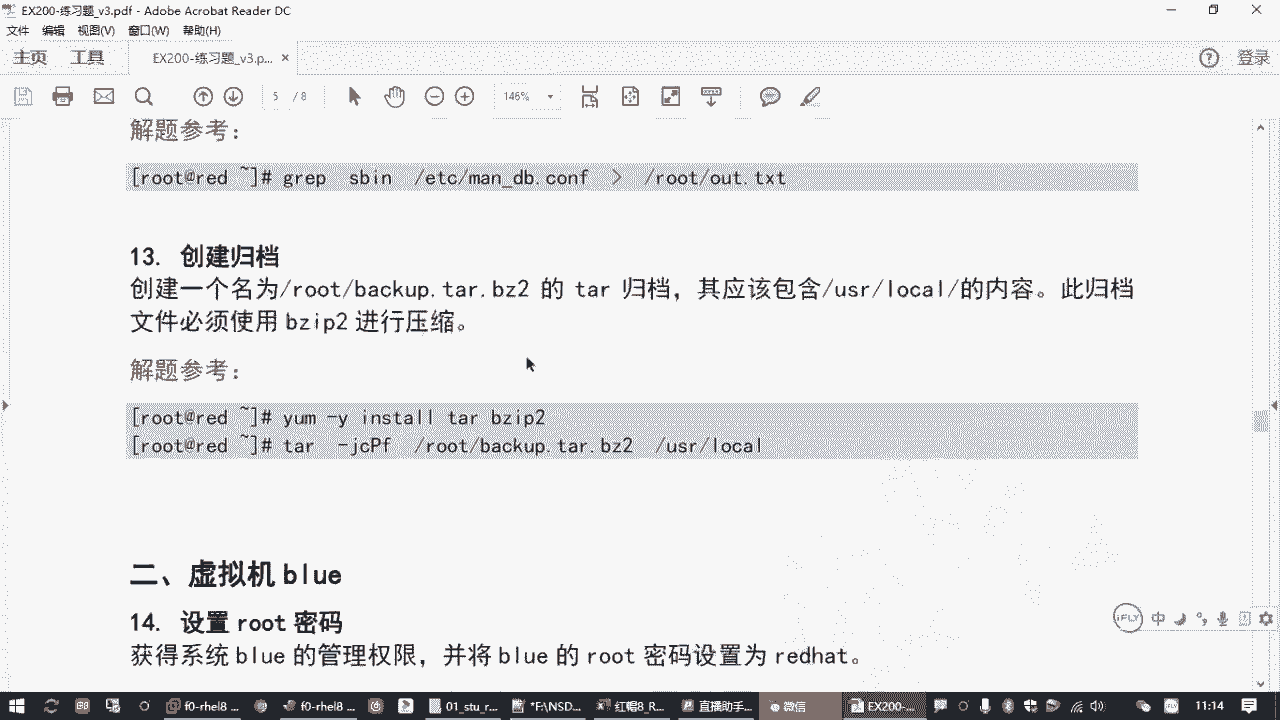 EX200-练习题_v3.pdf - Adobe Acrobat Reader DC
文件 编辑 视图(V) 窗口(W) 帮助(H)
主页 工具 EX200-练习题_v3.p... × 登录
5 / 8 146%
解题参考：
[root@red ~]# grep sbin /etc/man_db.conf > /root/out.txt
13. 创建归档
创建一个名为/root/backup.tar.bz2 的 tar 归档，其应该包含/usr/local/的内容。此归档
文件必须使用 bzip2 进行压缩。
解题参考：
[root@red ~]# yum -y install tar bzip2
[root@red ~]# tar -jcPf /root/backup.tar.bz2 /usr/local
二、虚拟机 blue
14. 设置 root 密码
获得系统 blue 的管理权限，并将 blue 的 root 密码设置为 redhat。
iFLY 中
f0-rhel8 ... f0-rhel8 ... 01_stu_r... *F:\NSD... 红帽8_R... 直播助手... 微信 EX200-... 11:14